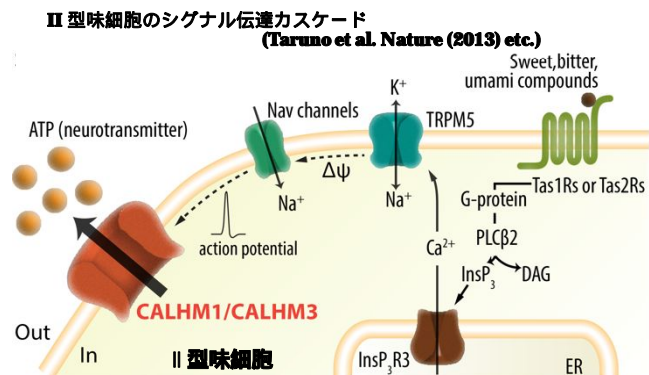 II 型味細胞のシグナル伝達カスケード
(Taruno et al. Nature (2013) etc.)
Sweet,bitter,
umami compounds
K⁺
ATP (neurotransmitter)
Nav channels
TRPM5
Δψ
Na⁺
Na⁺
Tas1Rs or Tas2Rs
G-protein
action potential
Ca²⁺
PLCβ2
InsP₃
DAG
CALHM1/CALHM3
Out
In
II 型味細胞
InsP₃R3
ER